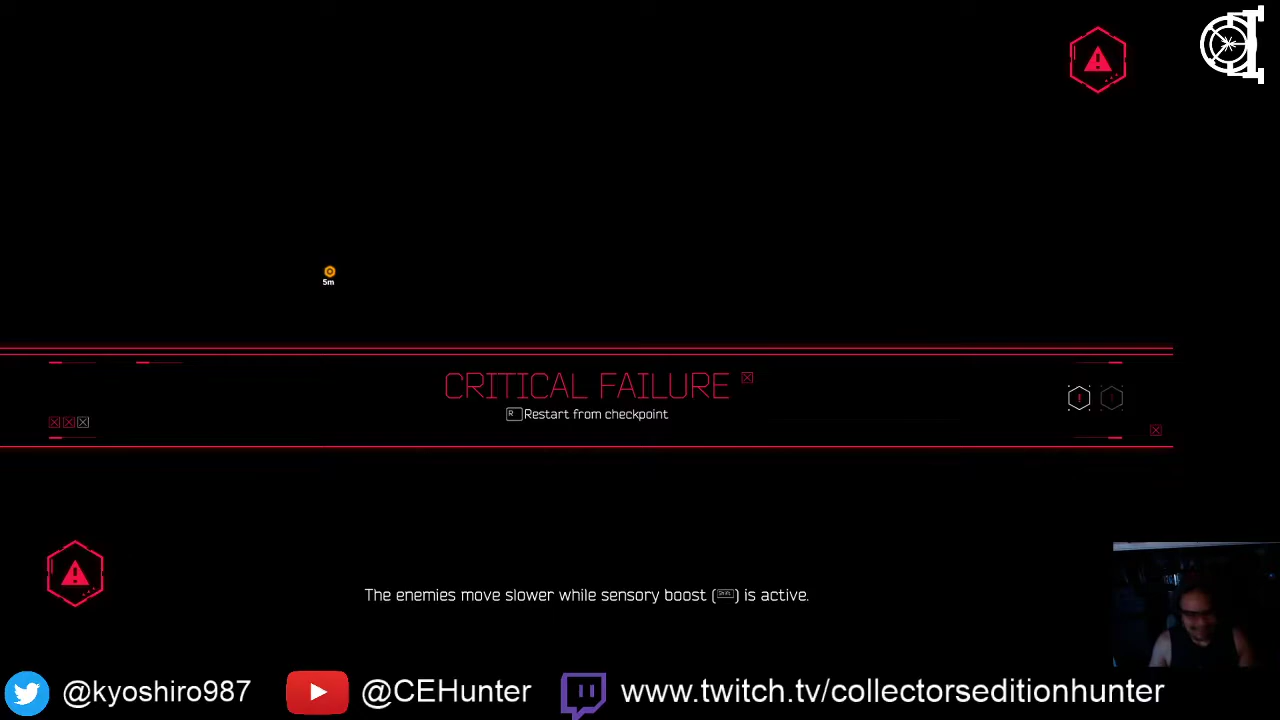 5m
CRITICAL FAILURE
R Restart from checkpoint
The enemies move slower while sensory boost (Shift) is active.
@kyoshiro987 @CEHunter www.twitch.tv/collectorseditionhunter